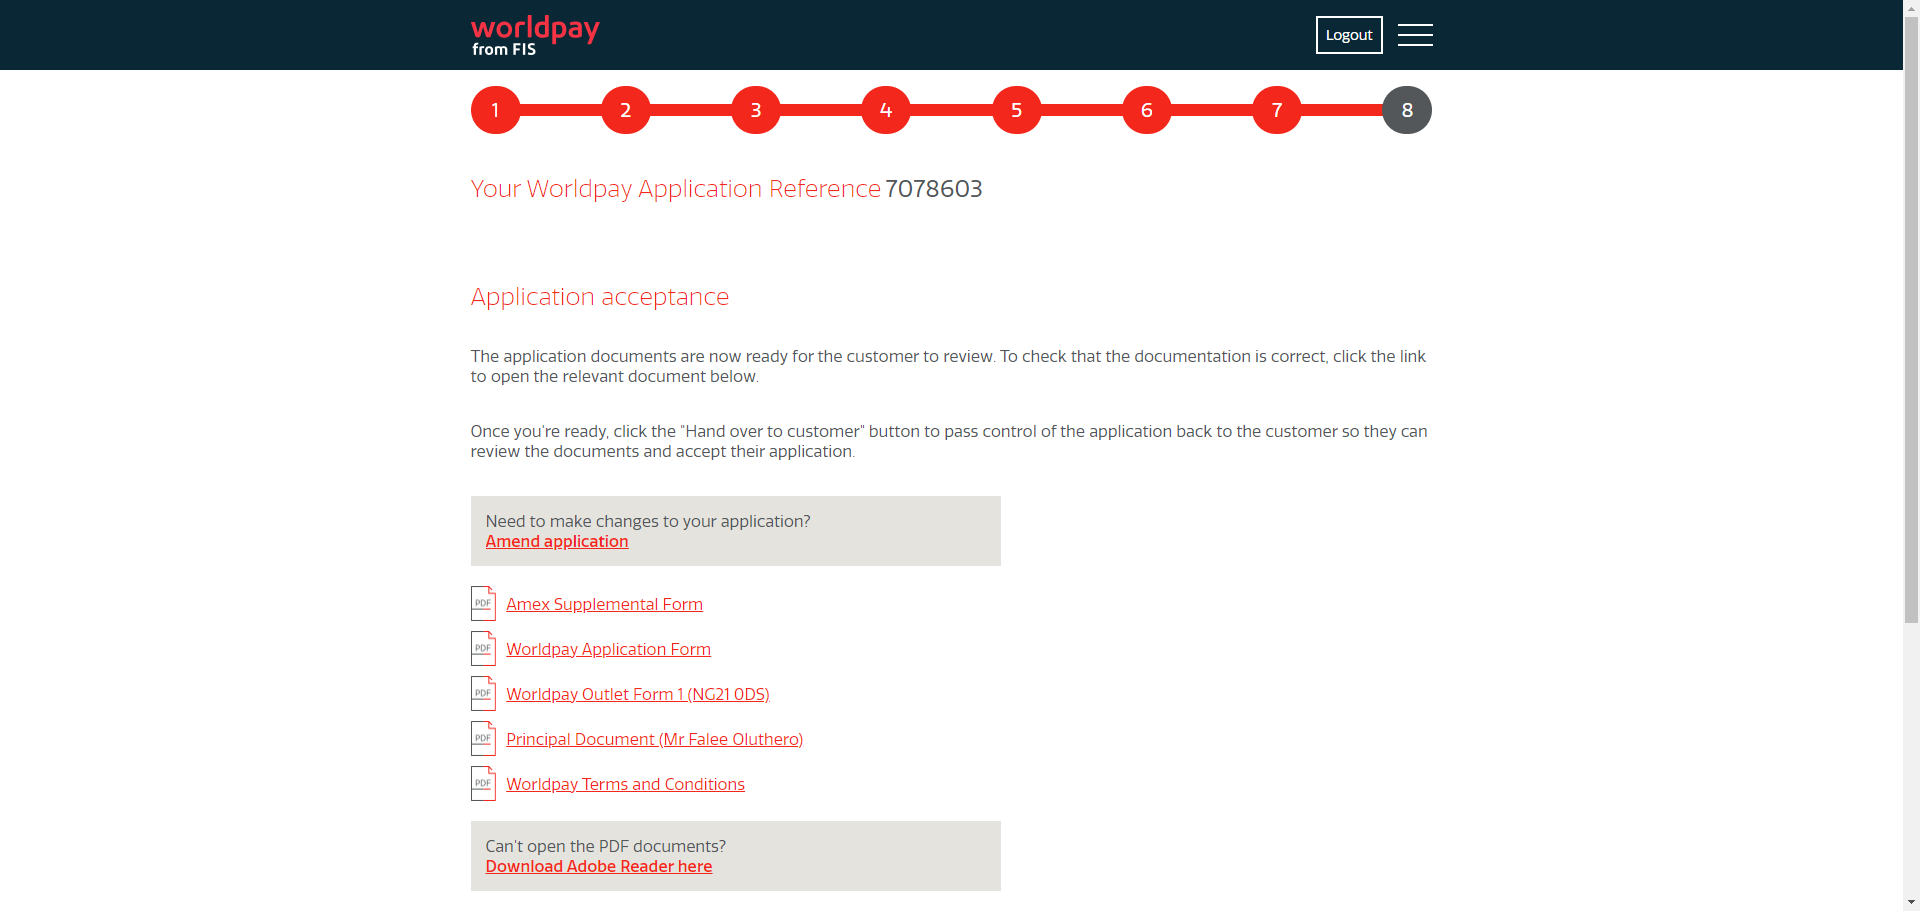 worldpay
from FIS
Logout
1 2 3 4 5 6 7 8
Your Worldpay Application Reference 7078603
Application acceptance
The application documents are now ready for the customer to review. To check that the documentation is correct, click the link
to open the relevant document below.
Once you're ready, click the "Hand over to customer" button to pass control of the application back to the customer so they can
review the documents and accept their application.
Need to make changes to your application?
Amend application
PDF Amex Supplemental Form
PDF Worldpay Application Form
PDF Worldpay Outlet Form 1 (NG21 0DS)
PDF Principal Document (Mr Falee Oluthero)
PDF Worldpay Terms and Conditions
Can't open the PDF documents?
Download Adobe Reader here